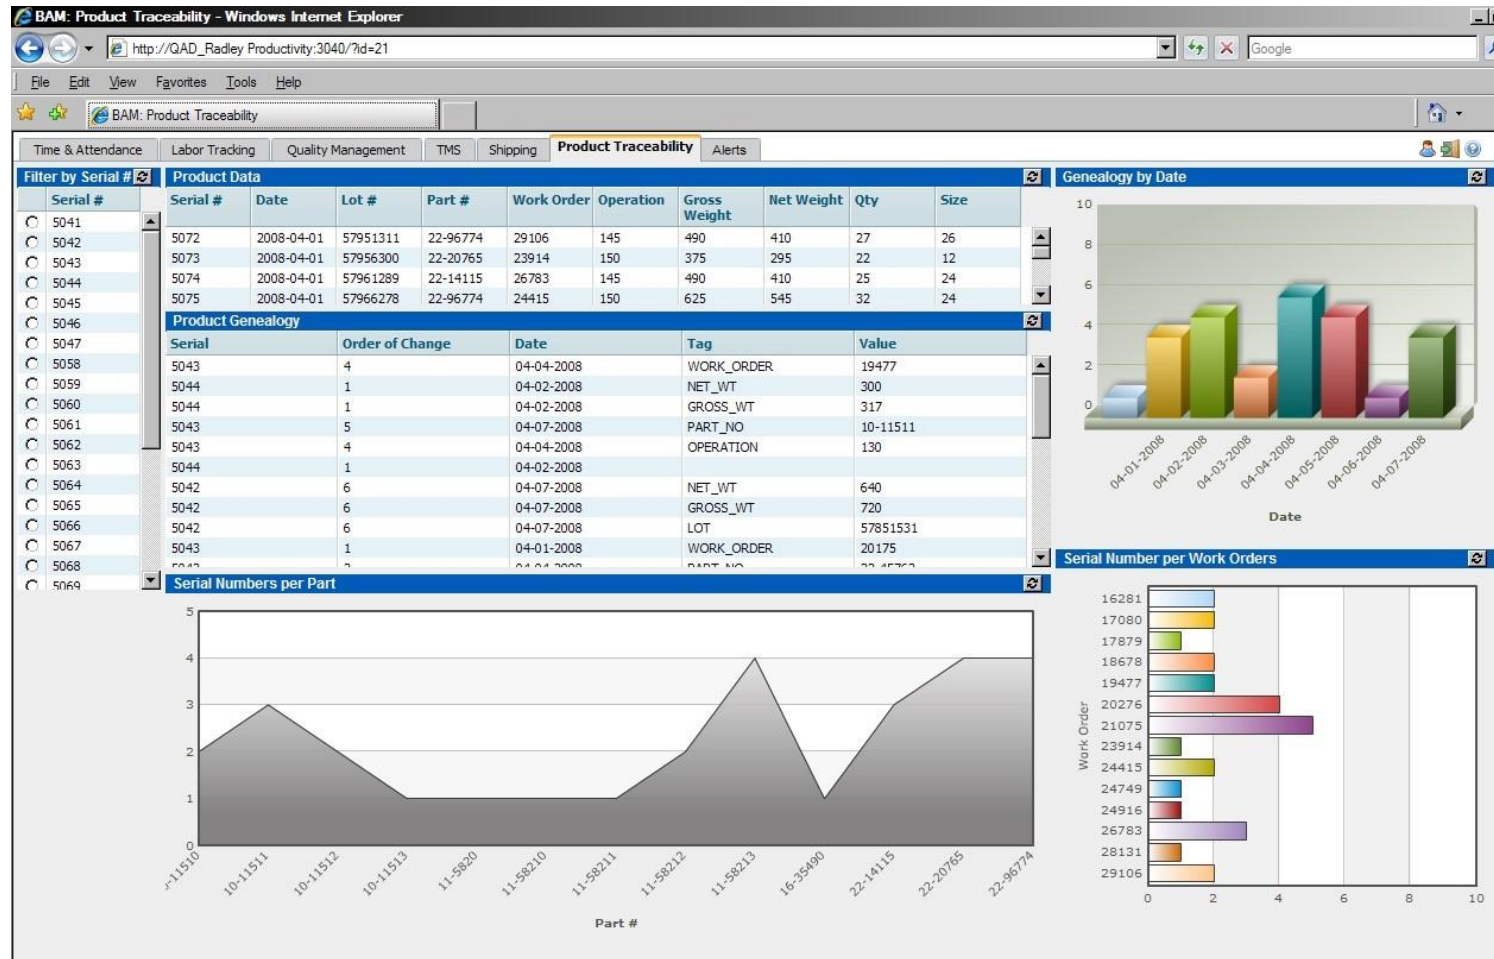 BAM: Product Traceability - Windows Internet Explorer
http://QAD_Radley Productivity:3040/?id=21
Google
File Edit View Favorites Tools Help
BAM: Product Traceability
Time & Attendance Labor Tracking Quality Management TMS Shipping Product Traceability Alerts
Filter by Serial #
Serial #
5041
5042
5043
5044
5045
5046
5047
5058
5059
5060
5061
5062
5063
5064
5065
5066
5067
5068
5069
Product Data
Serial # Date Lot # Part # Work Order Operation Gross Weight Net Weight Qty Size
5072 2008-04-01 57951311 22-96774 29106 145 490 410 27 26
5073 2008-04-01 57956300 22-20765 23914 150 375 295 22 12
5074 2008-04-01 57961289 22-14115 26783 145 490 410 25 24
5075 2008-04-01 57966278 22-96774 24415 150 625 545 32 24
Product Genealogy
Serial Order of Change Date Tag Value
5043 4 04-04-2008 WORK_ORDER 19477
5044 1 04-02-2008 NET_WT 300
5044 1 04-02-2008 GROSS_WT 317
5043 5 04-07-2008 PART_NO 10-11511
5043 4 04-04-2008 OPERATION 130
5044 1 04-02-2008
5042 6 04-07-2008 NET_WT 640
5042 6 04-07-2008 GROSS_WT 720
5042 6 04-07-2008 LOT 57851531
5043 1 04-01-2008 WORK_ORDER 20175
Serial Numbers per Part
5
4
3
2
1
0
-11510 10-11511 10-11512 10-11513 11-5820 11-58210 11-58211 11-58212 11-58213 16-35490 22-14115 22-20765 22-96774
Part #
Genealogy by Date
10
8
6
4
2
0
04-01-2008 04-02-2008 04-03-2008 04-04-2008 04-05-2008 04-06-2008 04-07-2008
Date
Serial Number per Work Orders
Work Order
16281
17080
17879
18678
19477
20276
21075
23914
24415
24749
24916
26783
28131
29106
0 2 4 6 8 10